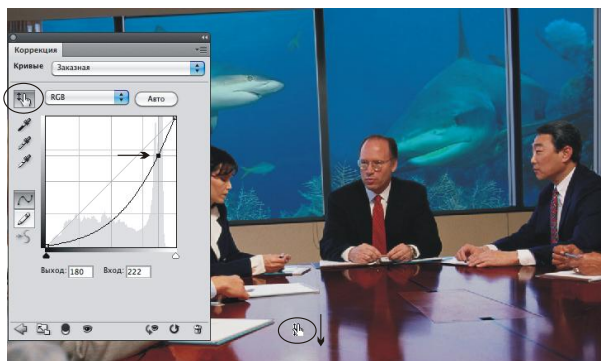 Коррекция
Кривые Заказная
RGB Авто
Выход: 180 Вход: 222